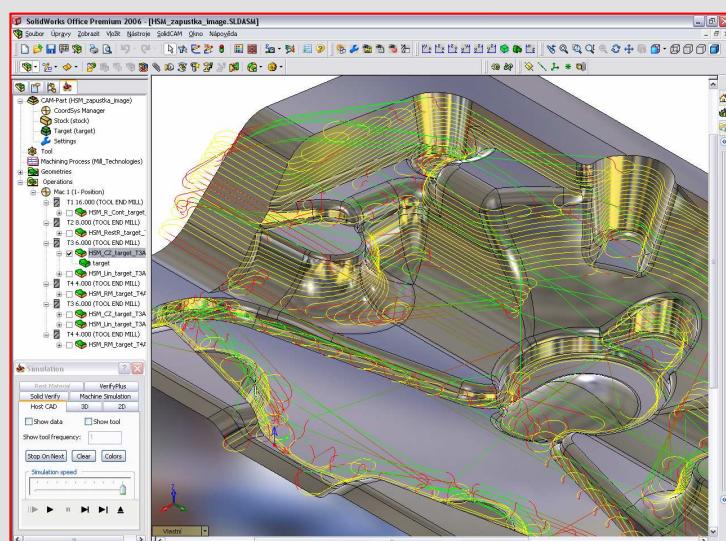 SolidWorks Office Premium 2006 - [HSM_zapustka_image.SLDASM]
Soubor Úpravy Zobrazit Vložit Nástroje SolidCAM Okno Nápověda
CAM-Part (HSM_zapustka_image)
CoordSys Manager
Stock (stock)
Target (target)
Settings
Tool
Machining Process (Mill_Technologies)
Geometries
Operations
Mac 1 (1- Position)
T1 16.000 (TOOL END MILL)
HSM_R_Cont_target_
T2 8.000 (TOOL END MILL)
HSM_RestR_target_
T3 6.000 (TOOL END MILL)
HSM_CZ_target_T3A
target
HSM_Lin_target_T3A
T4 4.000 (TOOL END MILL)
HSM_RM_target_T4A
T3 6.000 (TOOL END MILL)
HSM_CZ_target_T3A
HSM_Lin_target_T3A
T4 4.000 (TOOL END MILL)
HSM_RM_target_T4A
Simulation
Rest Material VerifyPlus
Solid Verify Machine Simulation
Host CAD 3D 2D
Show data Show tool
Show tool frequency: 1
Stop On Next Clear Colors
Simulation speed
Z
Vlastní